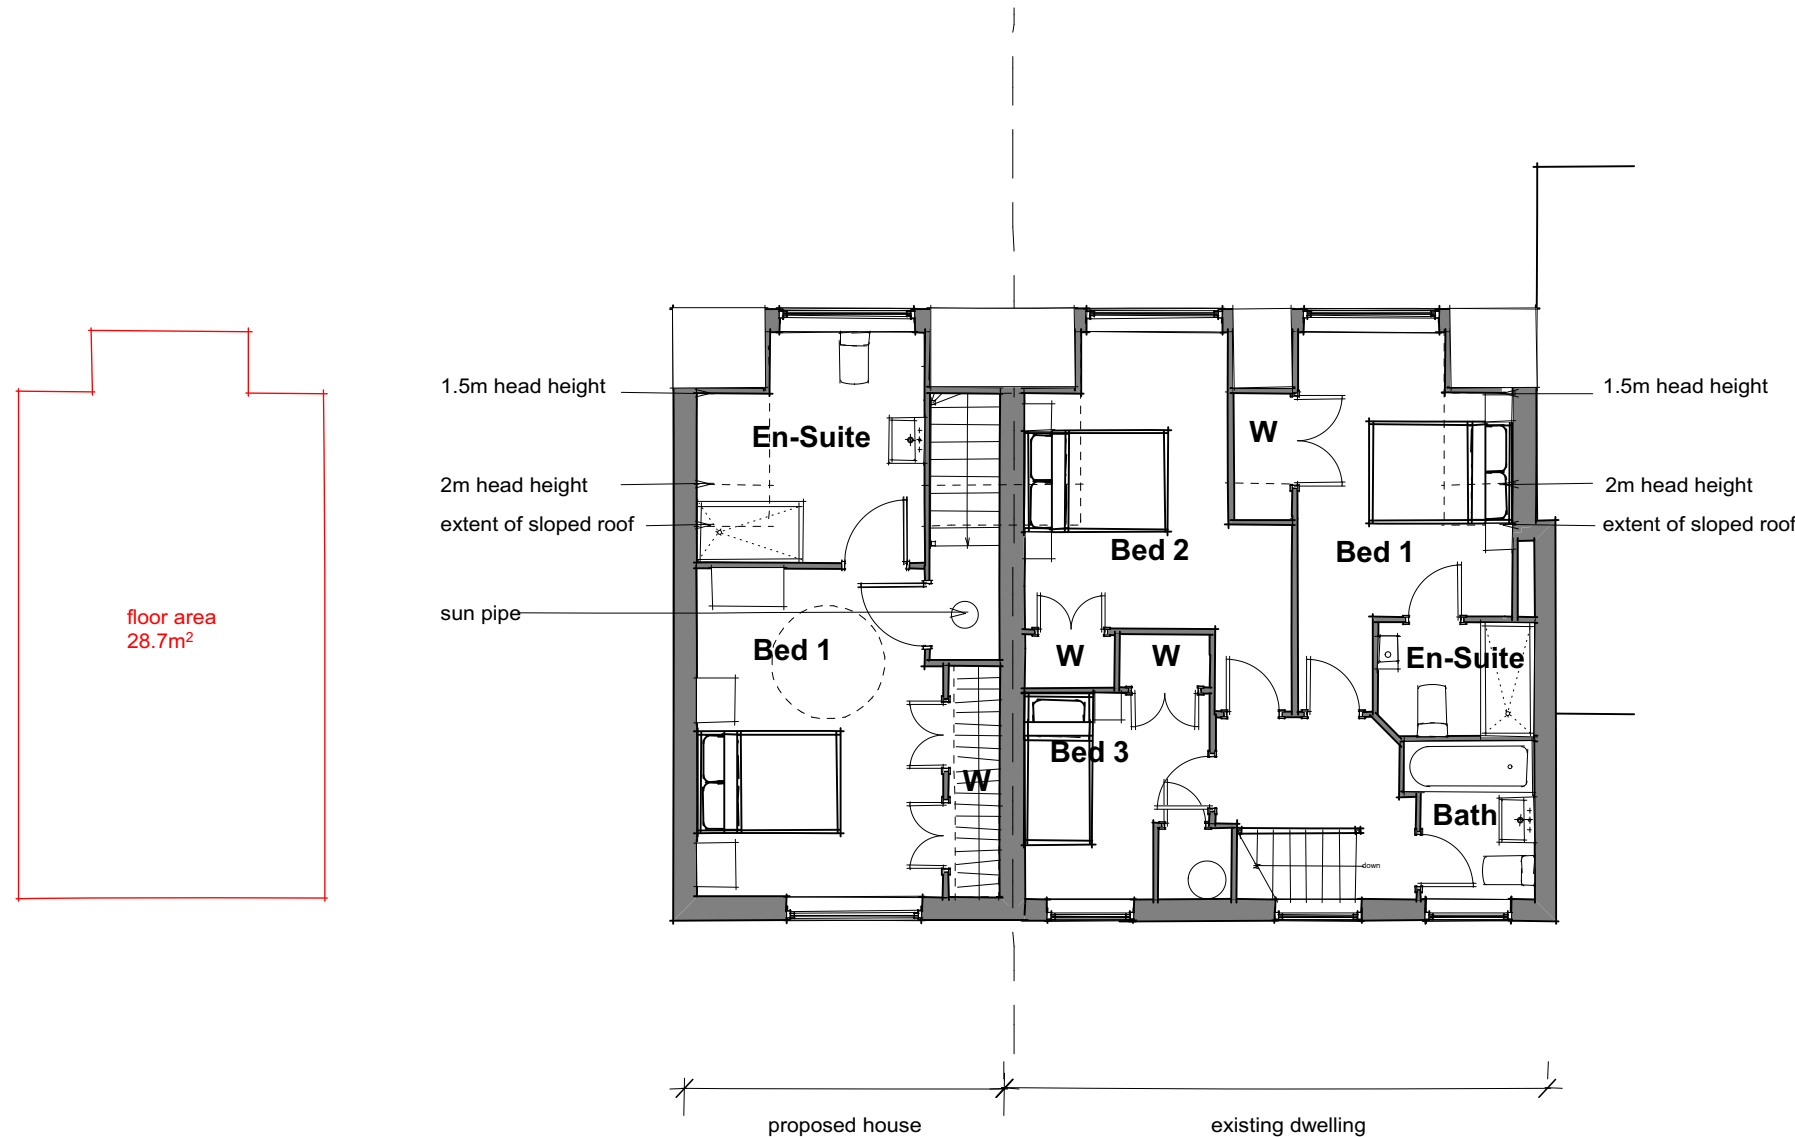 1.5m head height
1.5m head height
En-Suite
W
2m head height
2m head height
extent of sloped roof
extent of sloped roof
Bed 2
Bed 1
sun pipe
floor area
28.7m²
Bed 1
W
W
En-Suite
Bed 3
W
Bath
down
proposed house
existing dwelling